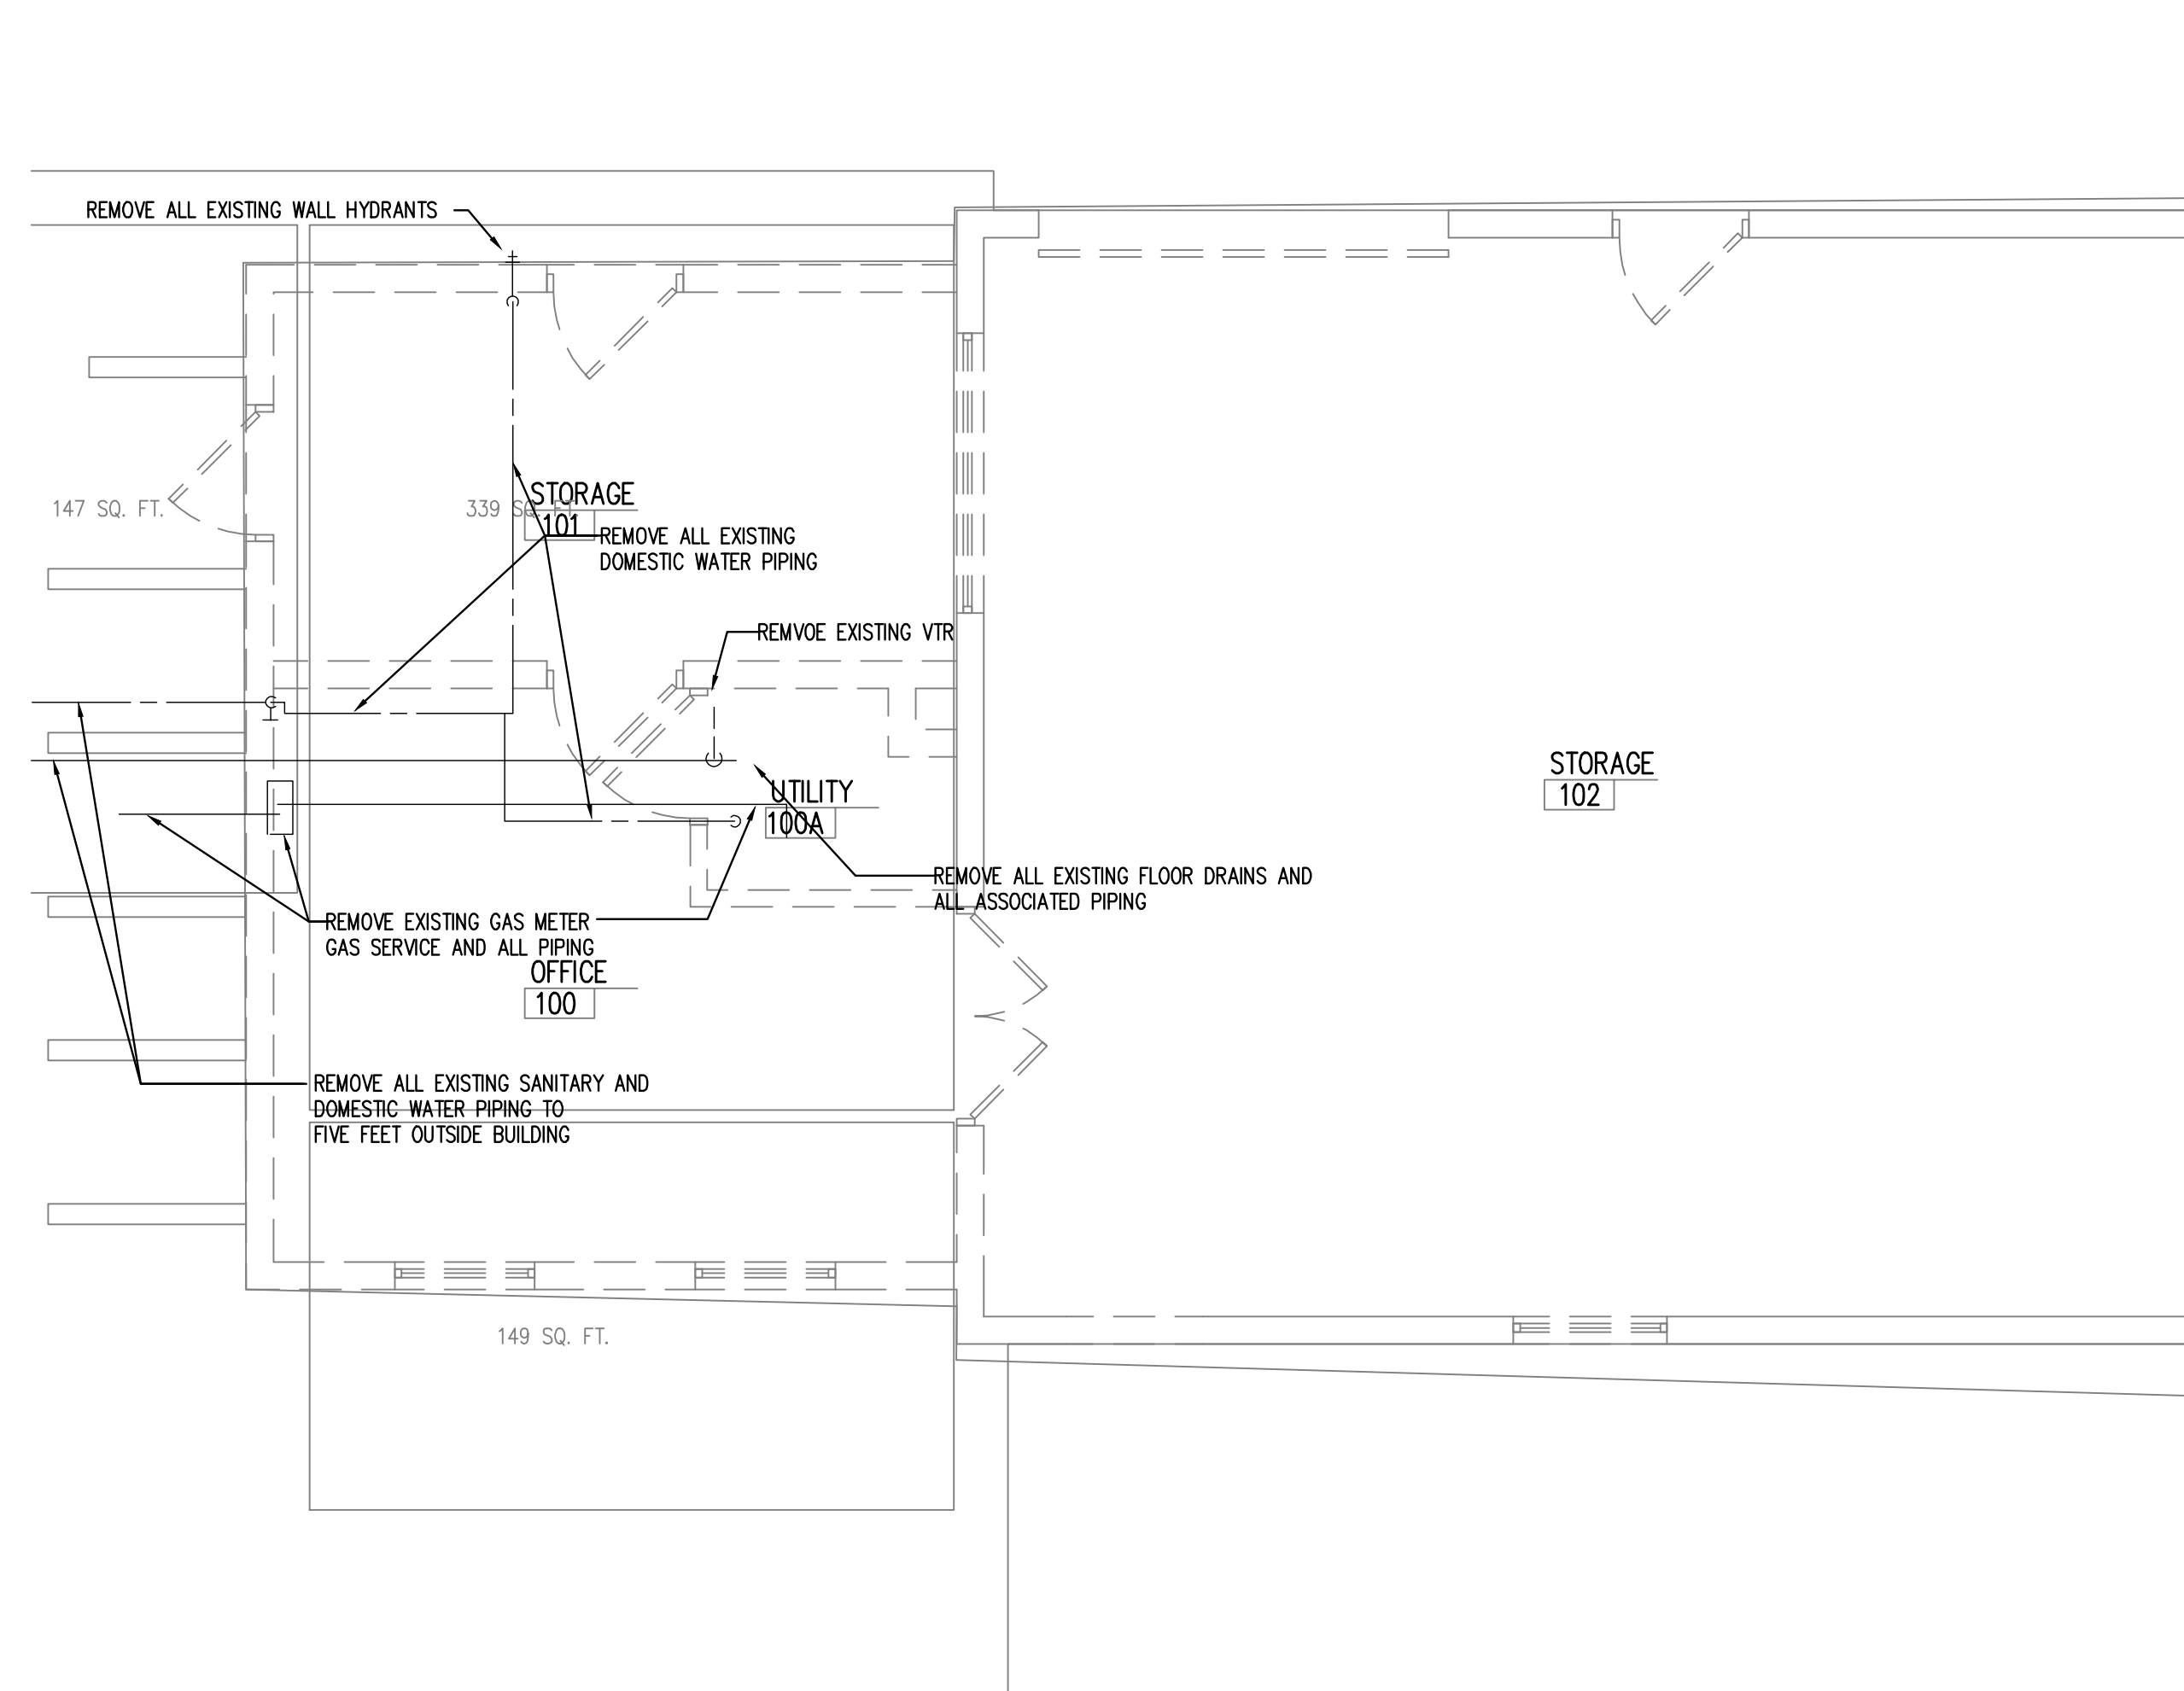 REMOVE ALL EXISTING WALL HYDRANTS
STORAGE
147 SQ. FT.
339 SQ. FT.
101
REMOVE ALL EXISTING
DOMESTIC WATER PIPING
REMVOE EXISTING VTR
STORAGE
102
UTILITY
100A
REMOVE ALL EXISTING FLOOR DRAINS AND
ALL ASSOCIATED PIPING
REMOVE EXISTING GAS METER
GAS SERVICE AND ALL PIPING
OFFICE
100
REMOVE ALL EXISTING SANITARY AND
DOMESTIC WATER PIPING TO
FIVE FEET OUTSIDE BUILDING
149 SQ. FT.